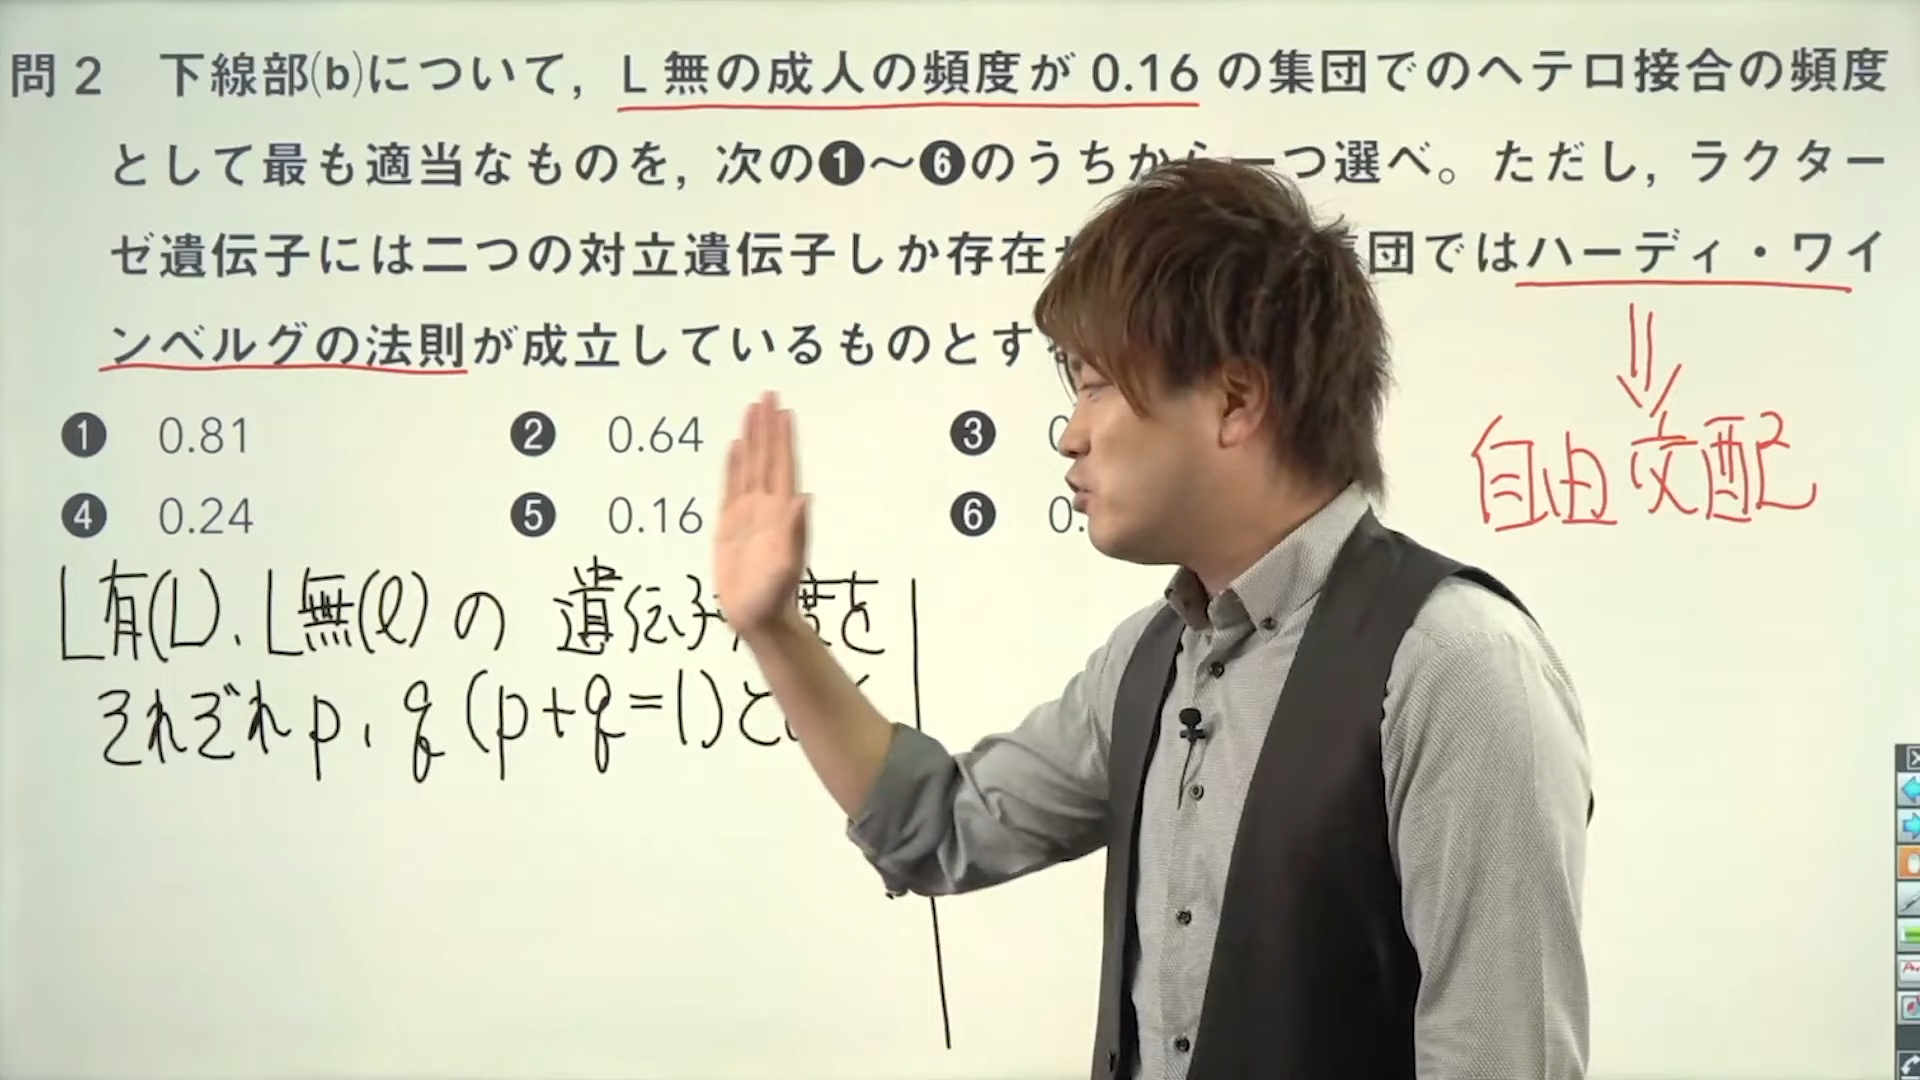 問2 下線部(b)について, L無の成人の頻度が0.16の集団でのヘテロ接合の頻度
として最も適当なものを, 次の❶～❻のうちから一つ選べ。ただし, ラクター
ゼ遺伝子には二つの対立遺伝子しか存在 団ではハーディ・ワイ
ンベルグの法則が成立しているものとす
❶ 0.81 ❷ 0.64 ❸
❹ 0.24 ❺ 0.16 ❻
自由交配
L有(L), L無(l)の 遺伝子 度を
それぞれp, q (p+q=1)と